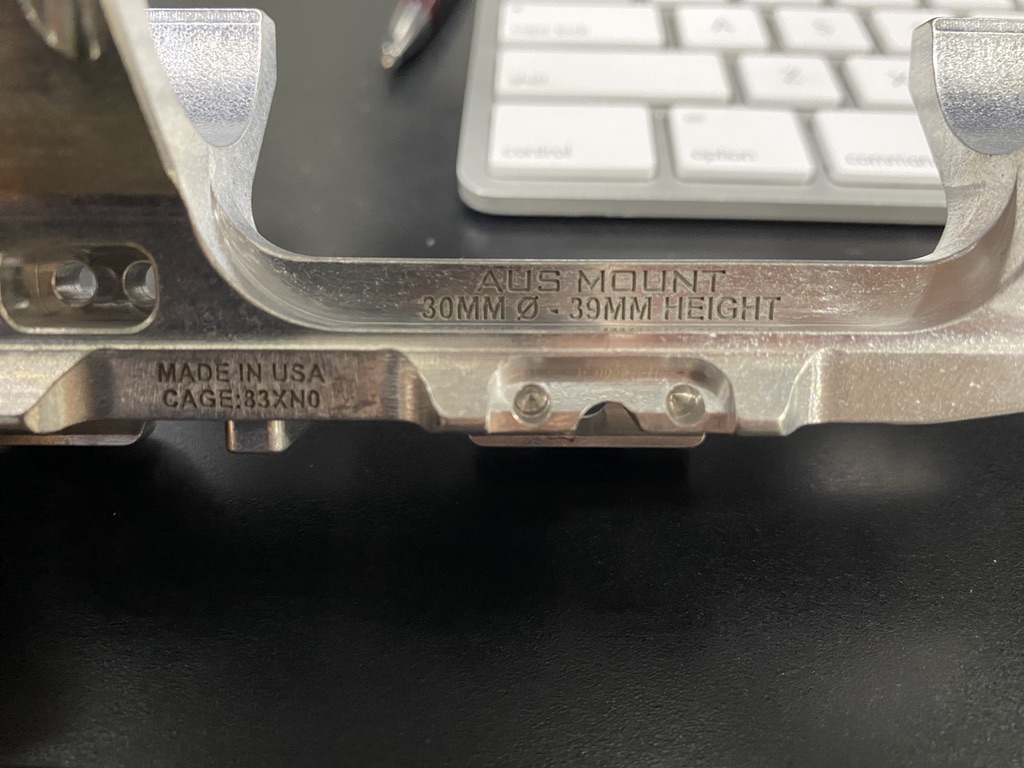 A
S
Z
X
control
option
command
AUS MOUNT
30MM Ø - 39MM HEIGHT
MADE IN USA
CAGE:83XN0